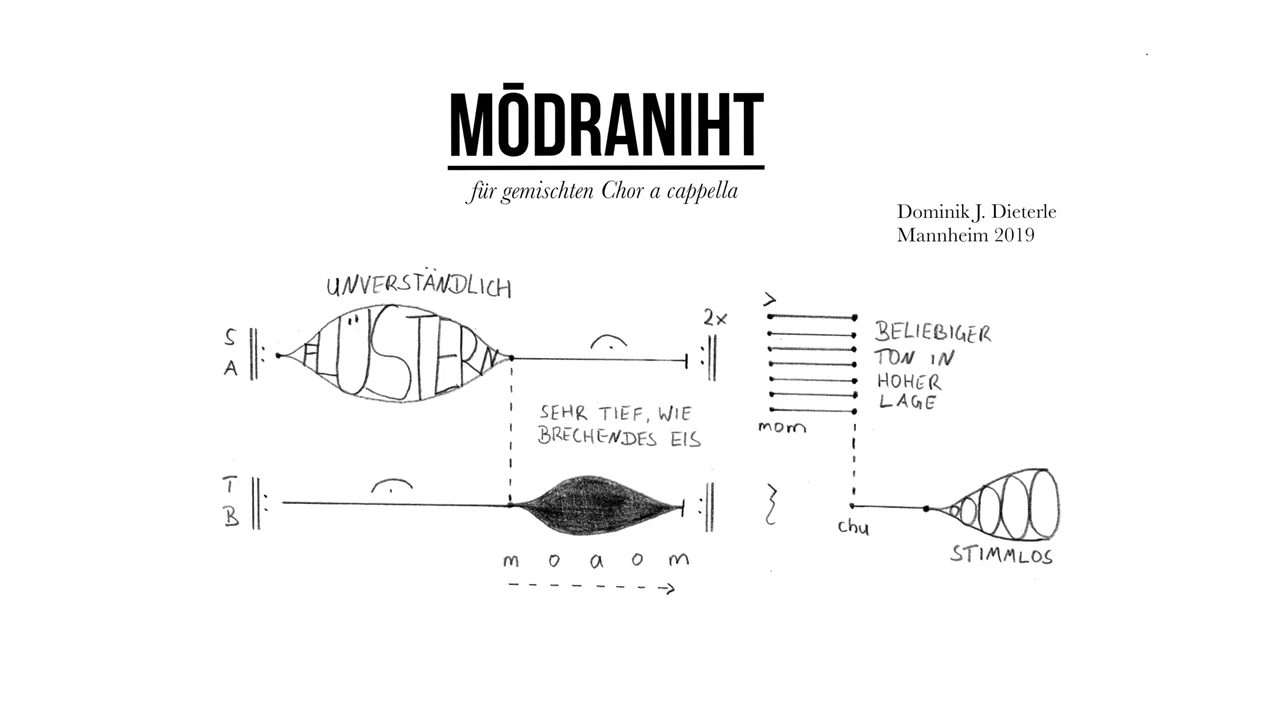 MŌDRANIHT
für gemischten Chor a cappella
Dominik J. Dieterle
Mannheim 2019
UNVERSTÄNDLICH
S
A
FLÜSTERN
2x
BELIEBIGER
TON IN
HOHER
LAGE
mom
SEHR TIEF, WIE
BRECHENDES EIS
T
B
m o a o m
chu
STIMMLOS